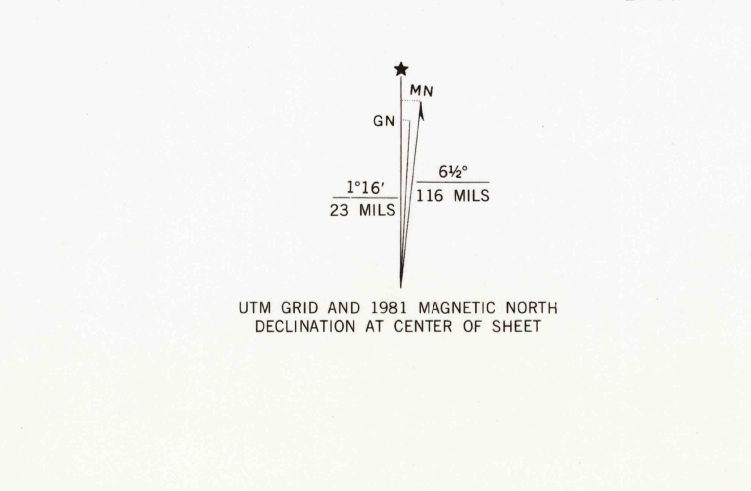 MN
GN
6½°
1°16′
116 MILS
23 MILS
UTM GRID AND 1981 MAGNETIC NORTH
DECLINATION AT CENTER OF SHEET